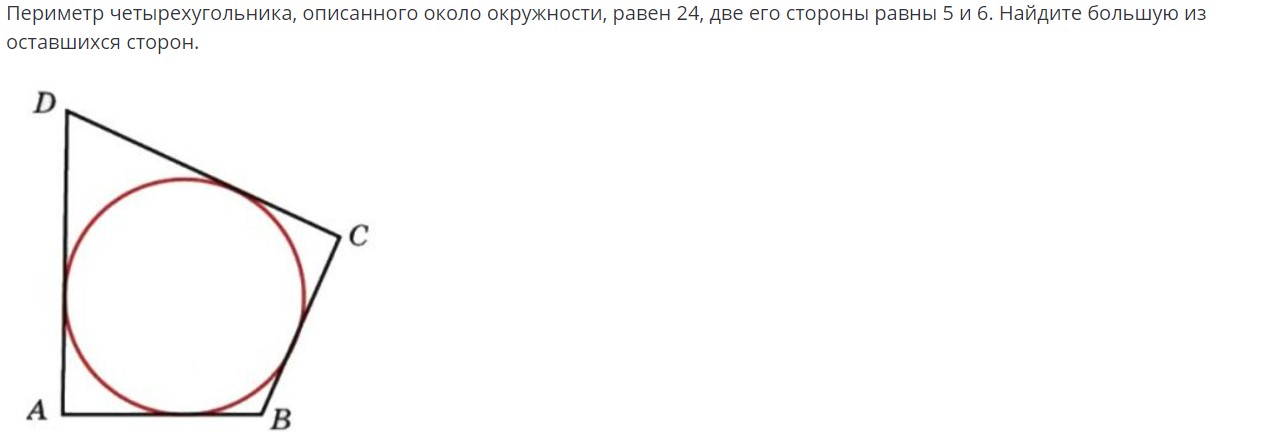 Периметр четырехугольника, описанного около окружности, равен 24, две его стороны равны 5 и 6. Найдите большую из
оставшихся сторон.
D
C
A
B